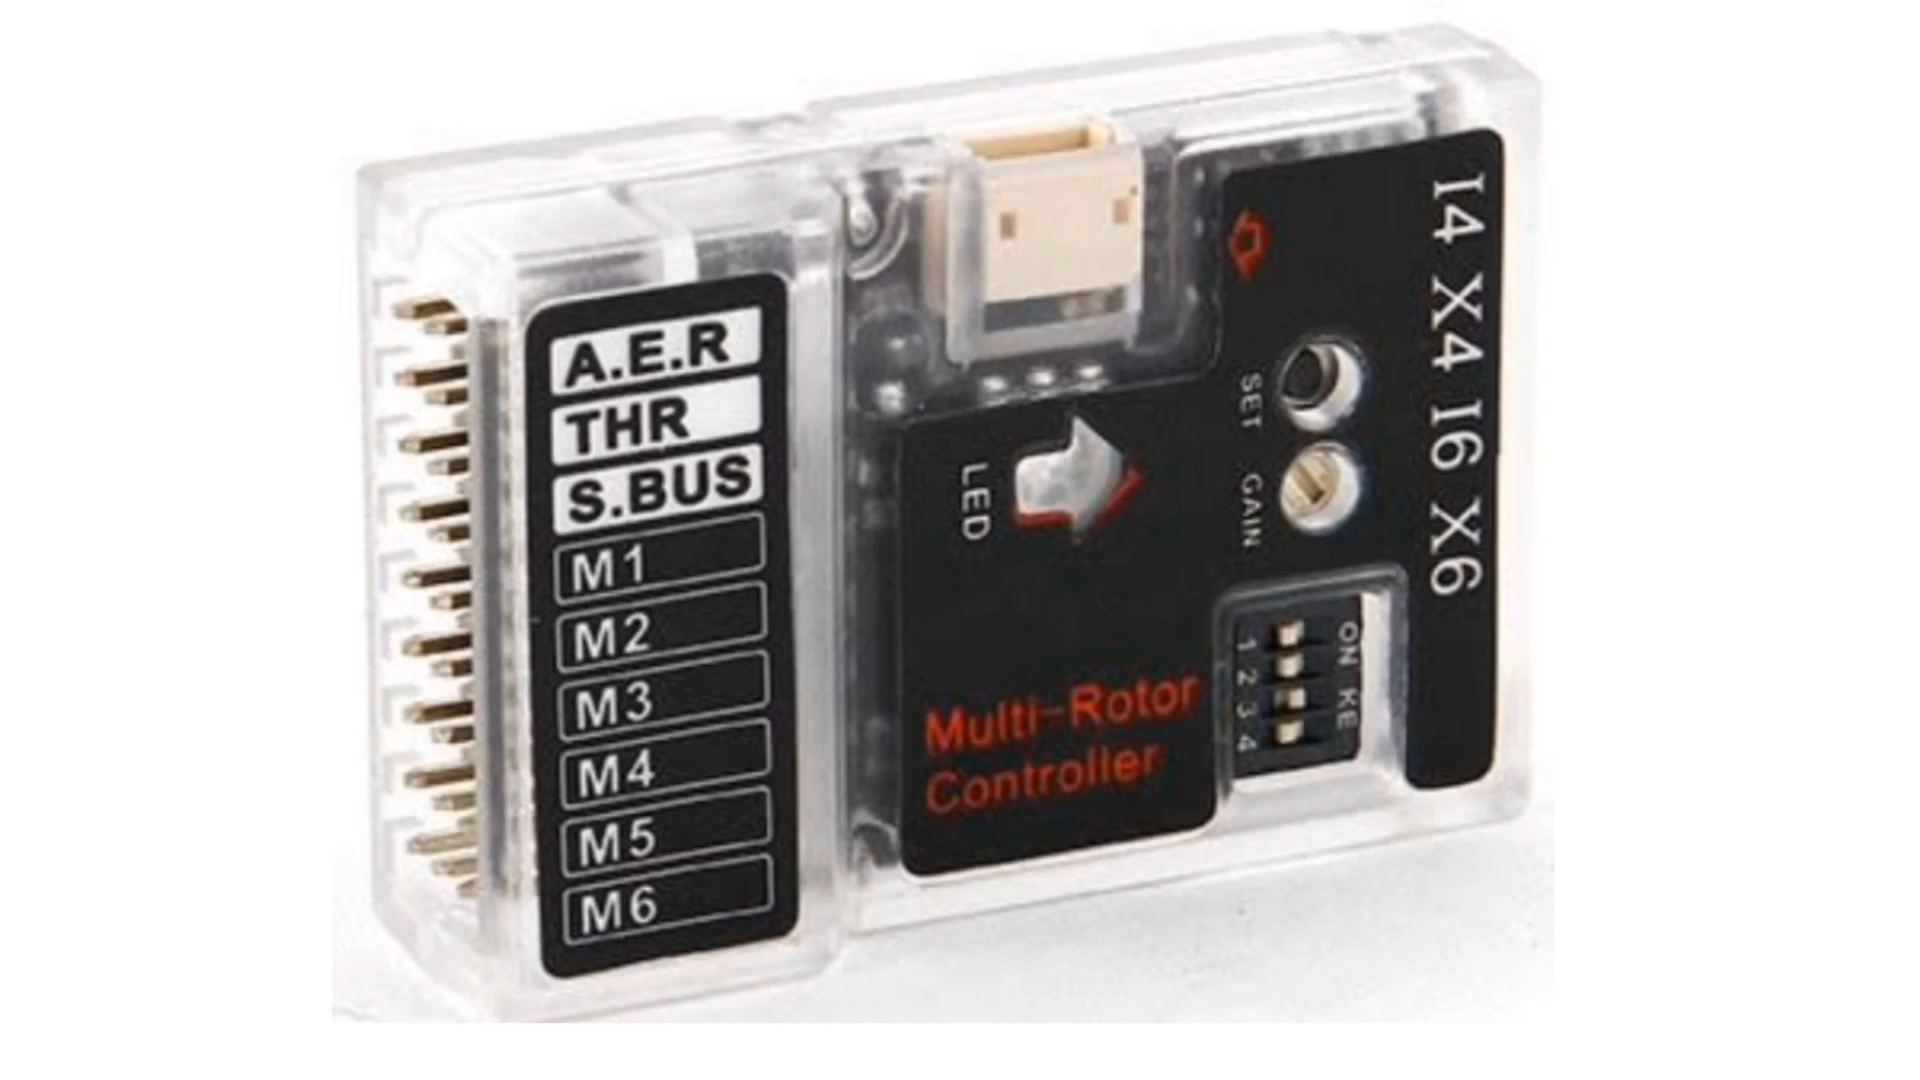 A.E.R
THR
S.BUS
M1
M2
M3
M4
M5
M6
LED
Multi-Rotor
Controller
SET
GAIN
ON KE
1 2 3 4
I4 X4 I6 X6